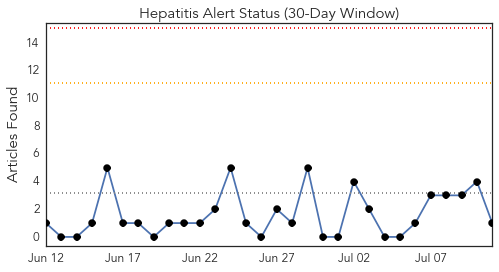 Hepatitis Alert Status (30-Day Window)
Articles Found
14
12
10
8
6
4
2
0
Jun 12
Jun 17
Jun 22
Jun 27
Jul 02
Jul 07